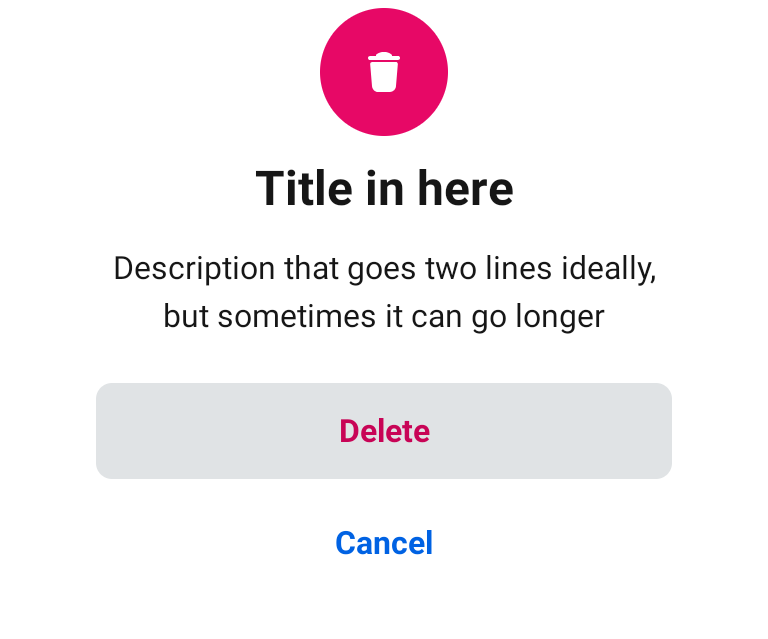 Title in here
Description that goes two lines ideally,
but sometimes it can go longer
Delete
Cancel